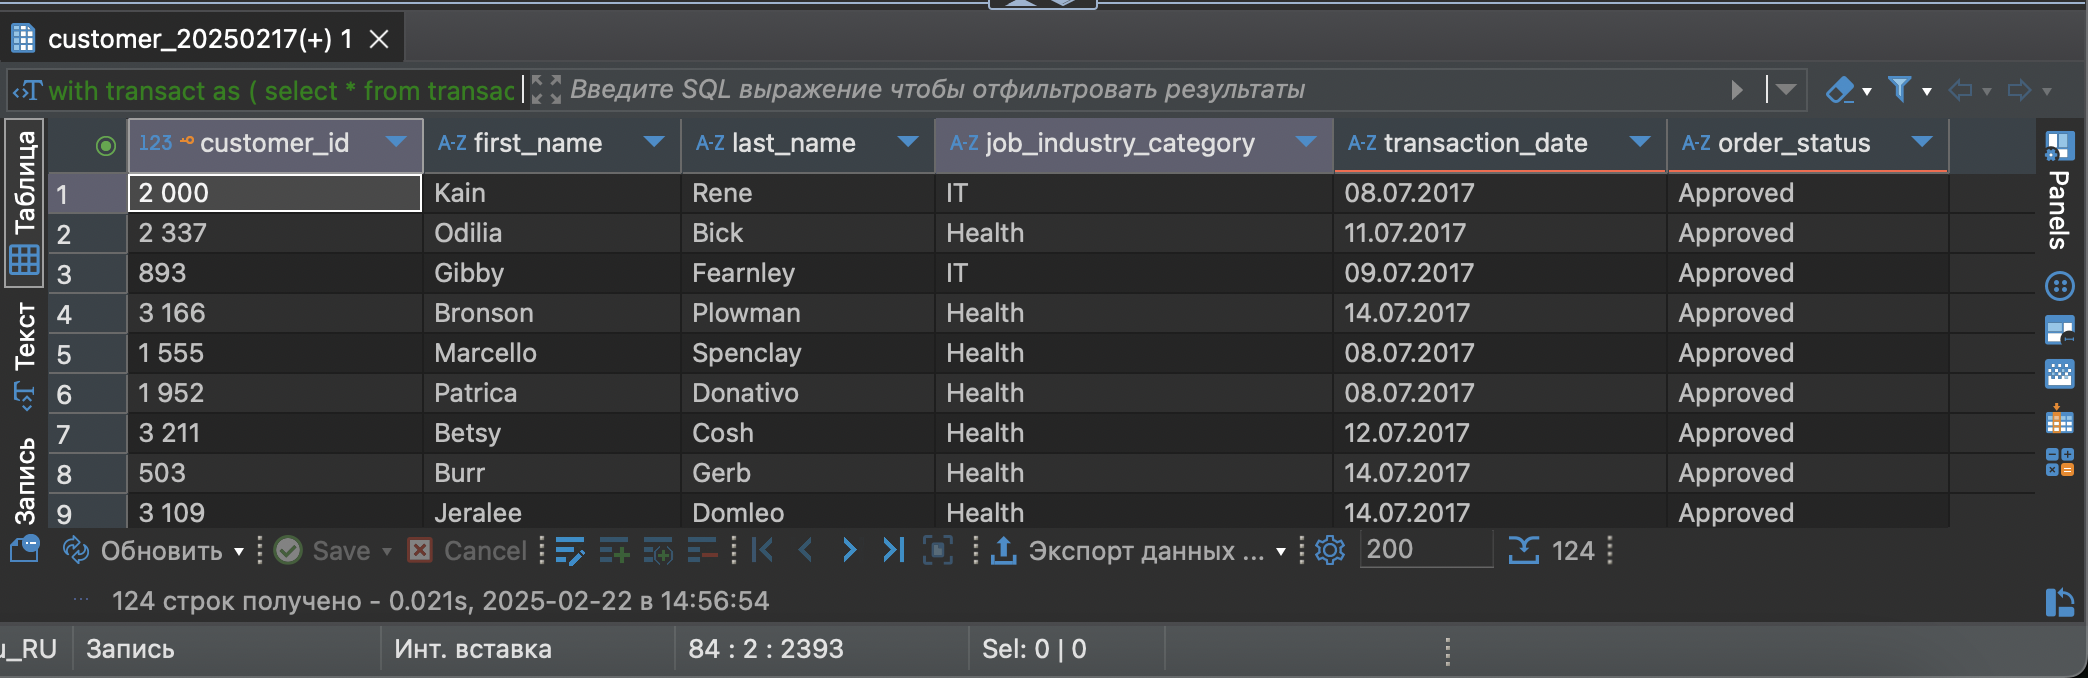 customer_20250217(+) 1
with transact as ( select * from transac Введите SQL выражение чтобы отфильтровать результаты
Таблица
Текст
Запись
123 customer_id A-Z first_name A-Z last_name A-Z job_industry_category A-Z transaction_date A-Z order_status
1 2 000 Kain Rene IT 08.07.2017 Approved
2 2 337 Odilia Bick Health 11.07.2017 Approved
3 893 Gibby Fearnley IT 09.07.2017 Approved
4 3 166 Bronson Plowman Health 14.07.2017 Approved
5 1 555 Marcello Spenclay Health 08.07.2017 Approved
6 1 952 Patrica Donativo Health 08.07.2017 Approved
7 3 211 Betsy Cosh Health 12.07.2017 Approved
8 503 Burr Gerb Health 14.07.2017 Approved
9 3 109 Jeralee Domleo Health 14.07.2017 Approved
Panels
Обновить Save Cancel Экспорт данных ... 200 124
124 строк получено - 0.021s, 2025-02-22 в 14:56:54
u_RU Запись Инт. вставка 84 : 2 : 2393 Sel: 0 | 0